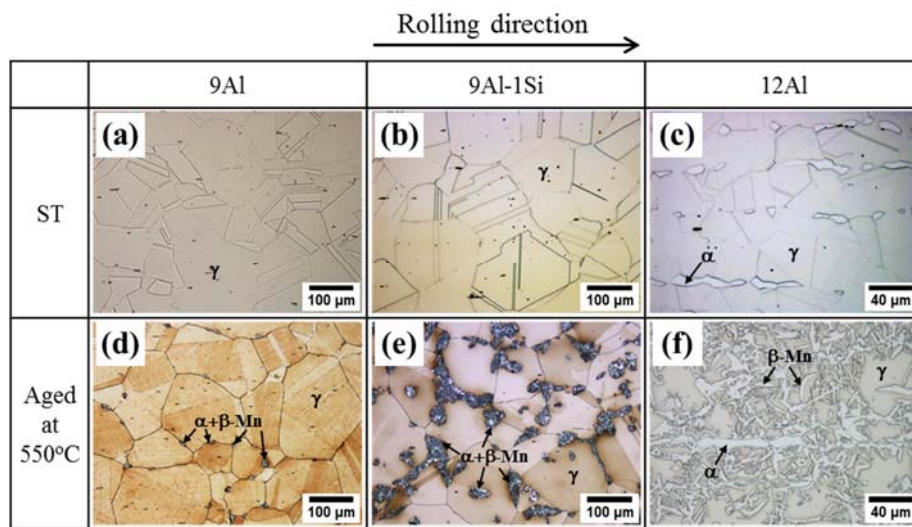 Rolling direction
9Al 9Al-1Si 12Al
ST
(a) (b) (c)
γ γ α γ
100 μm 100 μm 40 μm
Aged
at
550°C
(d) (e) (f)
γ β-Mn γ
α+β-Mn α+β-Mn γ α
100 μm 100 μm 40 μm